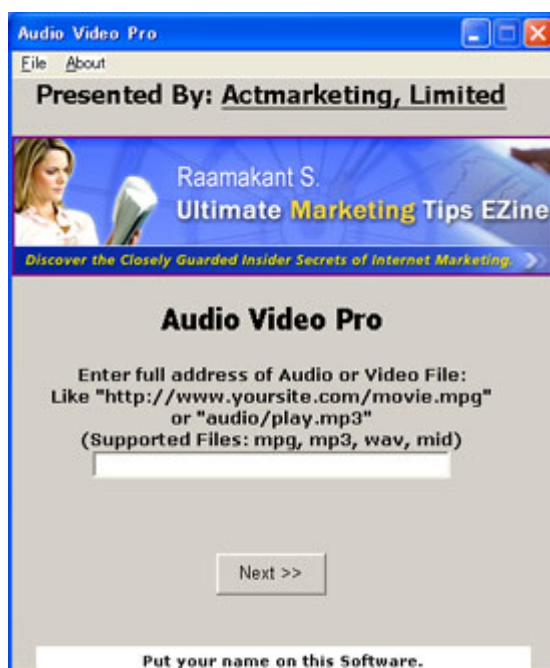 Audio Video Pro
File About
Presented By: Actmarketing, Limited
Raamakant S.
Ultimate Marketing Tips EZine
Discover the Closely Guarded Insider Secrets of Internet Marketing.
Audio Video Pro
Enter full address of Audio or Video File:
Like "http://www.yoursite.com/movie.mpg"
or "audio/play.mp3"
(Supported Files: mpg, mp3, wav, mid)
Next >>
Put your name on this Software.